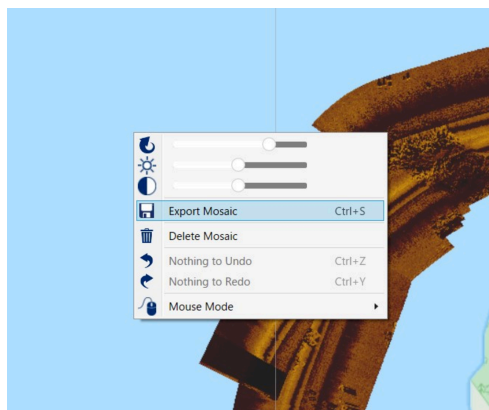 Export Mosaic Ctrl+S
Delete Mosaic
Nothing to Undo Ctrl+Z
Nothing to Redo Ctrl+Y
Mouse Mode